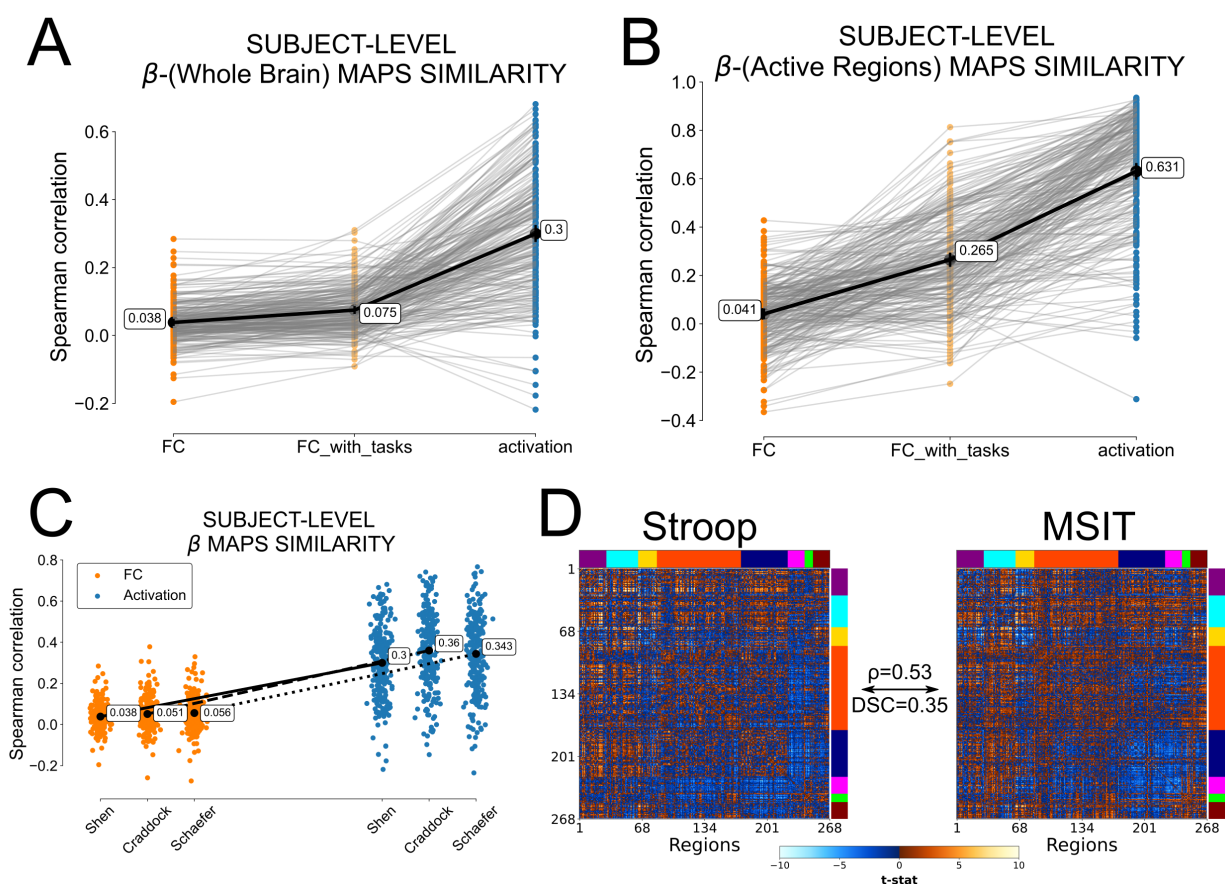 A
SUBJECT-LEVEL
β-(Whole Brain) MAPS SIMILARITY
Spearman correlation
0.6
0.4
0.2
0.0
−0.2
0.038
0.075
0.3
FC
FC_with_tasks
activation
B
SUBJECT-LEVEL
β-(Active Regions) MAPS SIMILARITY
Spearman correlation
1.0
0.8
0.6
0.4
0.2
0.0
−0.2
−0.4
0.041
0.265
0.631
FC
FC_with_tasks
activation
C
SUBJECT-LEVEL
β MAPS SIMILARITY
Spearman correlation
0.8
0.6
0.4
0.2
0.0
−0.2
FC
Activation
0.038
0.051
0.056
0.3
0.36
0.343
Shen
Craddock
Schaefer
Shen
Craddock
Schaefer
D
Stroop
MSIT
1
68
134
201
268
1
68
134
201
268
Regions
ρ=0.53
DSC=0.35
1
68
134
201
268
Regions
−10
−5
0
5
10
t-stat